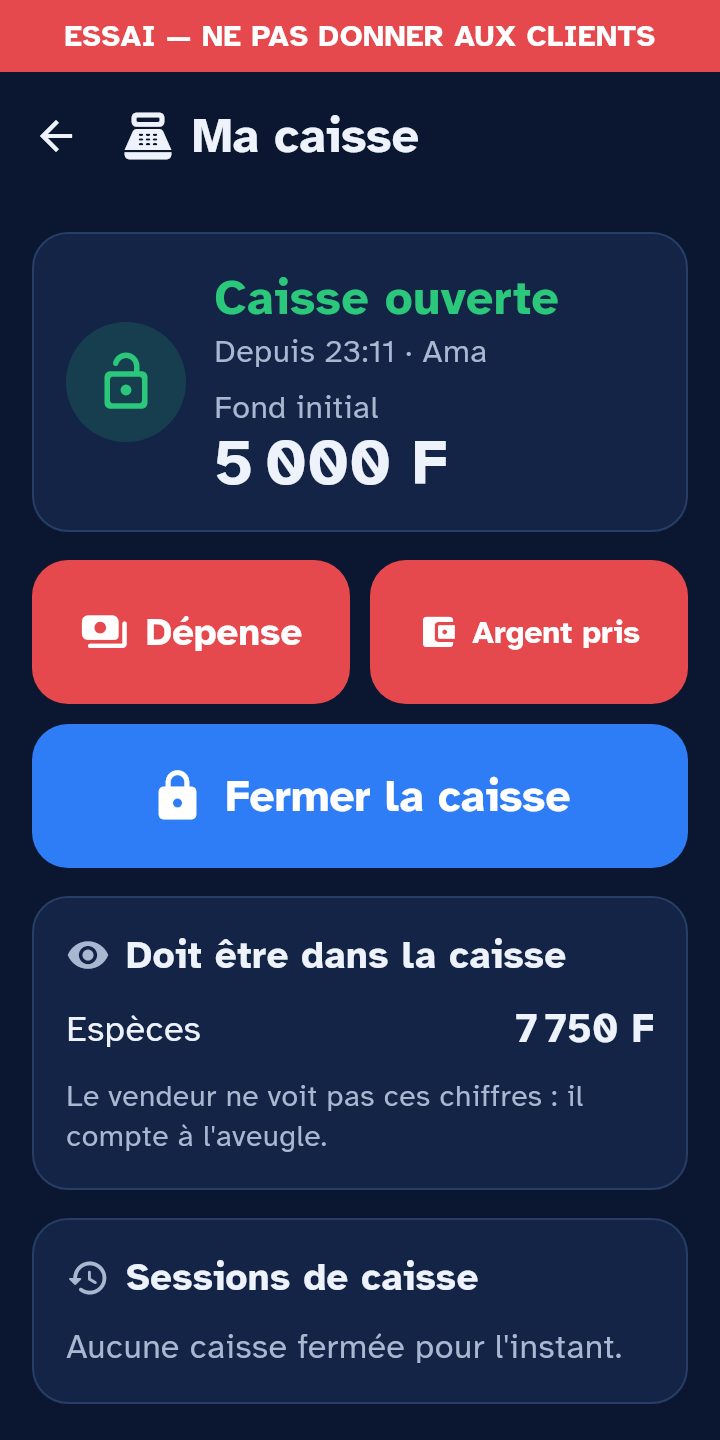 ESSAI — NE PAS DONNER AUX CLIENTS
Ma caisse
Caisse ouverte
Depuis 23:11 · Ama
Fond initial
5 000 F
Dépense
Argent pris
Fermer la caisse
Doit être dans la caisse
Espèces 7 750 F
Le vendeur ne voit pas ces chiffres : il
compte à l'aveugle.
Sessions de caisse
Aucune caisse fermée pour l'instant.